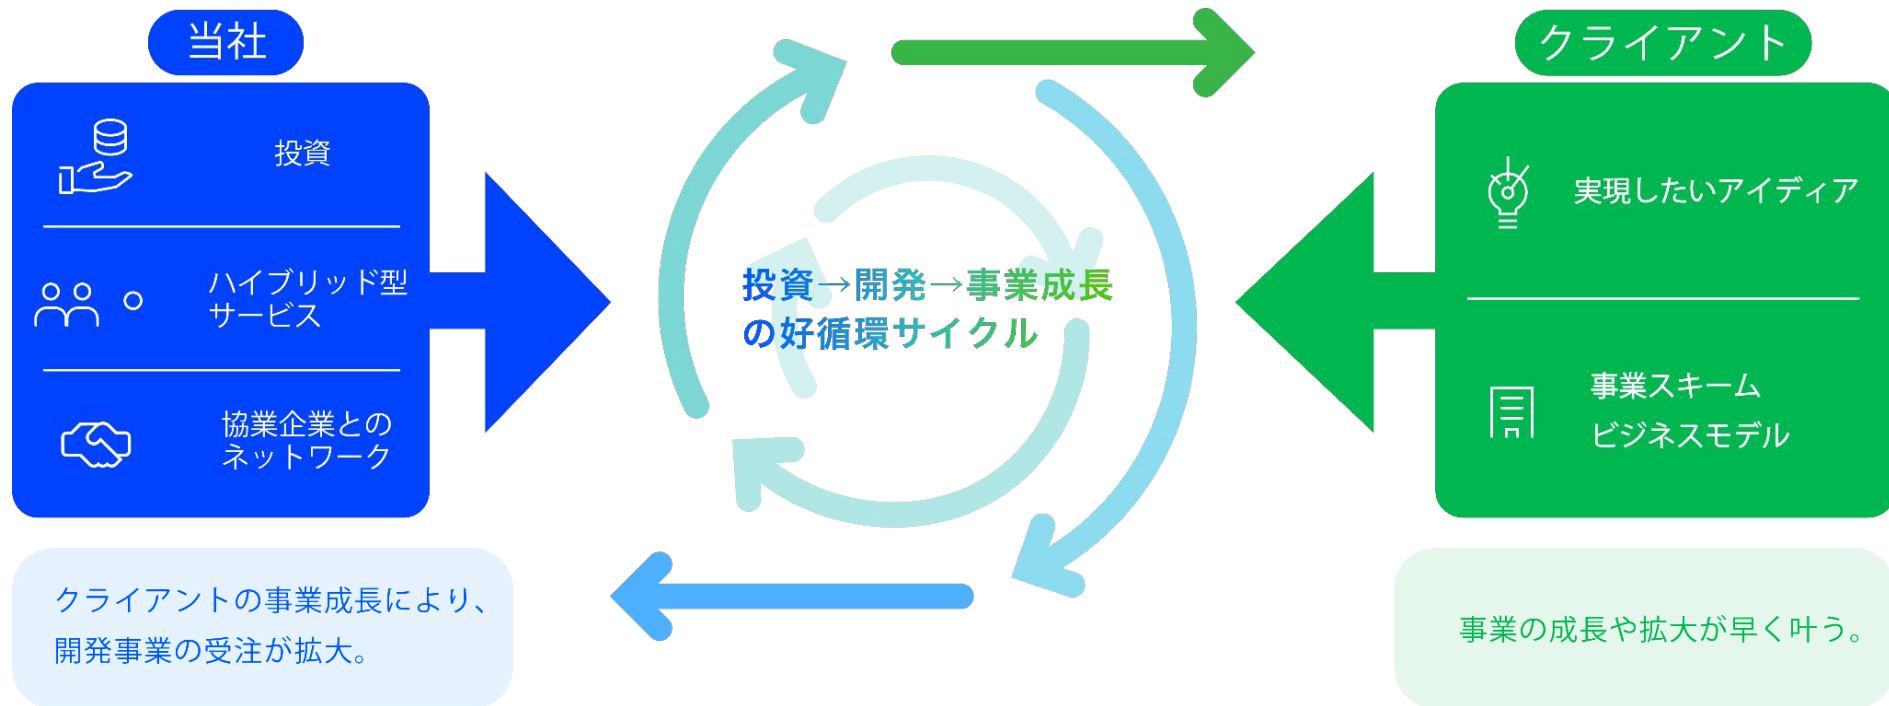 当社
投資
ハイブリッド型
サービス
協業企業との
ネットワーク
クライアントの事業成長により、
開発事業の受注が拡大。
投資→開発→事業成長
の好循環サイクル
クライアント
実現したいアイディア
事業スキーム
ビジネスモデル
事業の成長や拡大が早く叶う。